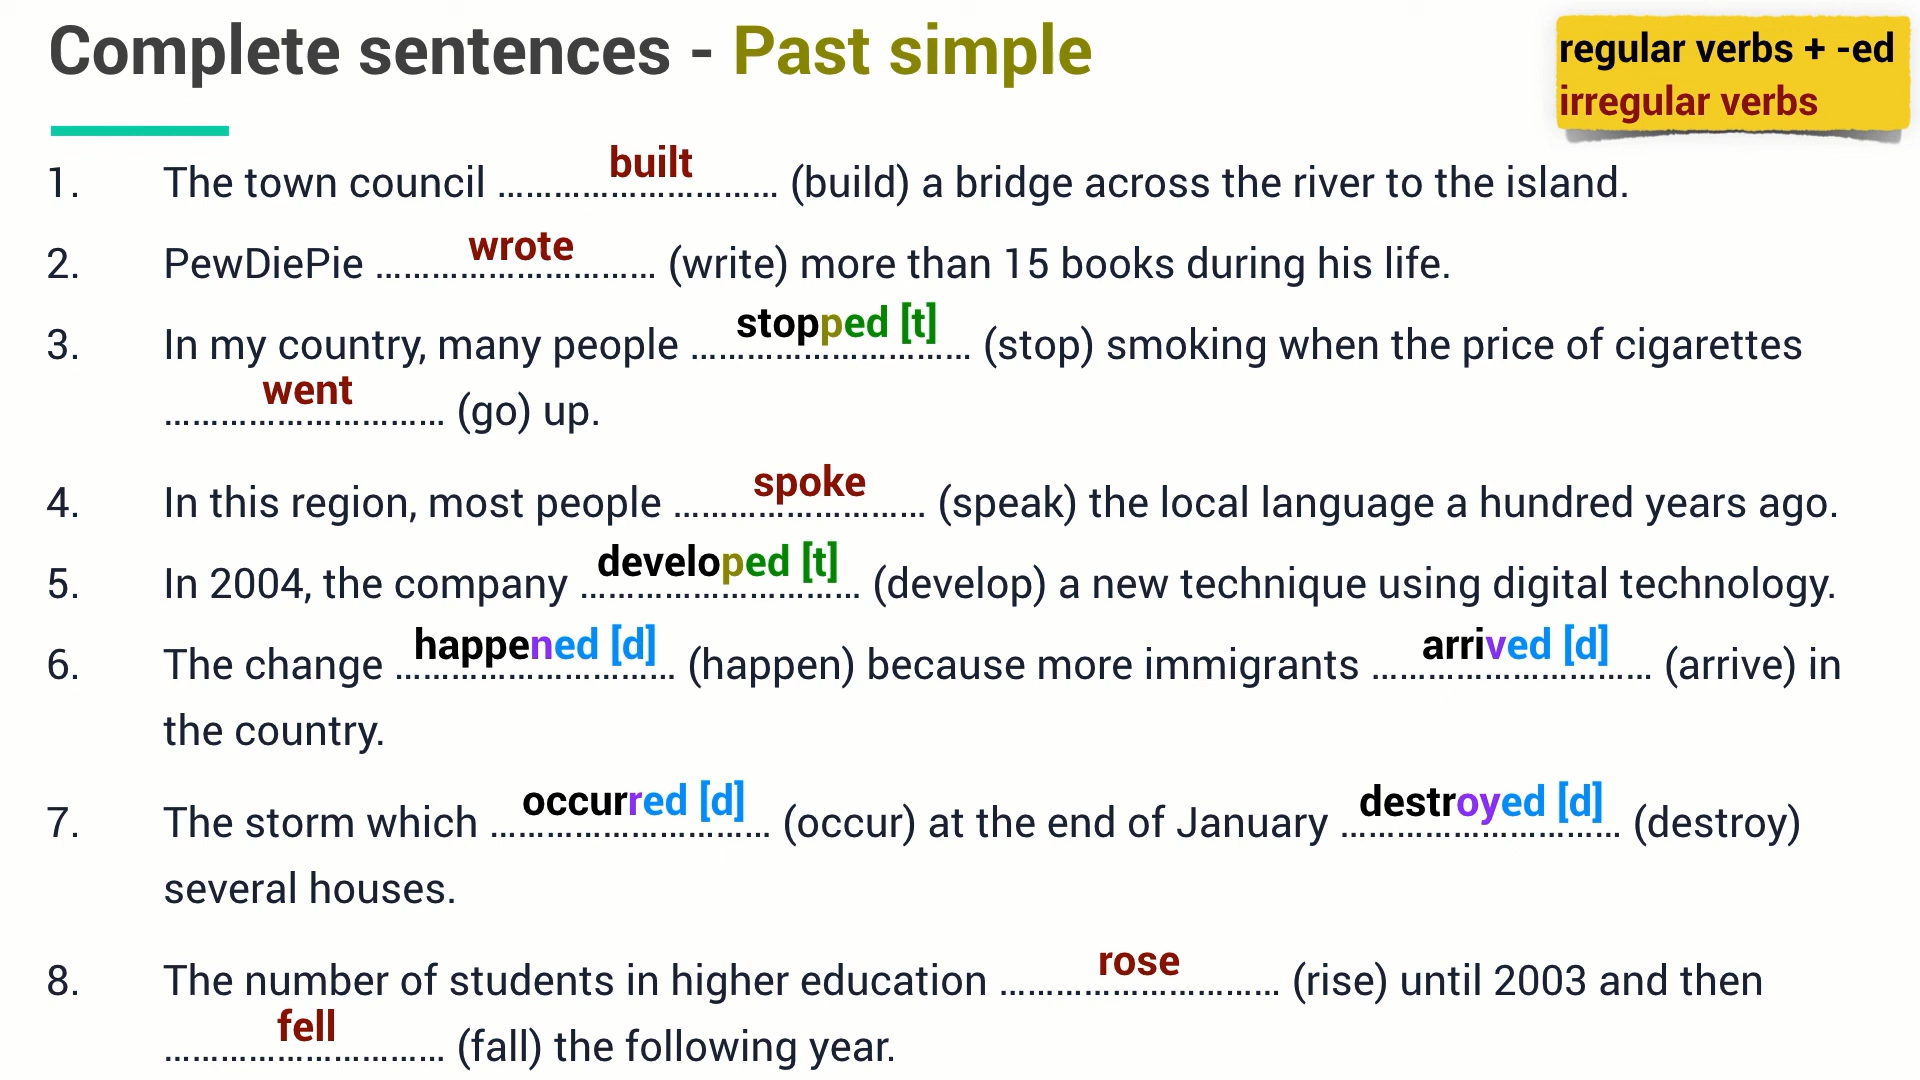 Complete sentences - Past simple
regular verbs + -ed
irregular verbs
1. The town council ………built……… (build) a bridge across the river to the island.
2. PewDiePie ………wrote……… (write) more than 15 books during his life.
3. In my country, many people ………stopped [t]……… (stop) smoking when the price of cigarettes
………went……… (go) up.
4. In this region, most people ………spoke……… (speak) the local language a hundred years ago.
5. In 2004, the company ………developed [t]……… (develop) a new technique using digital technology.
6. The change ………happened [d]……… (happen) because more immigrants ………arrived [d]……… (arrive) in
the country.
7. The storm which ………occurred [d]……… (occur) at the end of January ………destroyed [d]……… (destroy)
several houses.
8. The number of students in higher education ………rose……… (rise) until 2003 and then
………fell……… (fall) the following year.